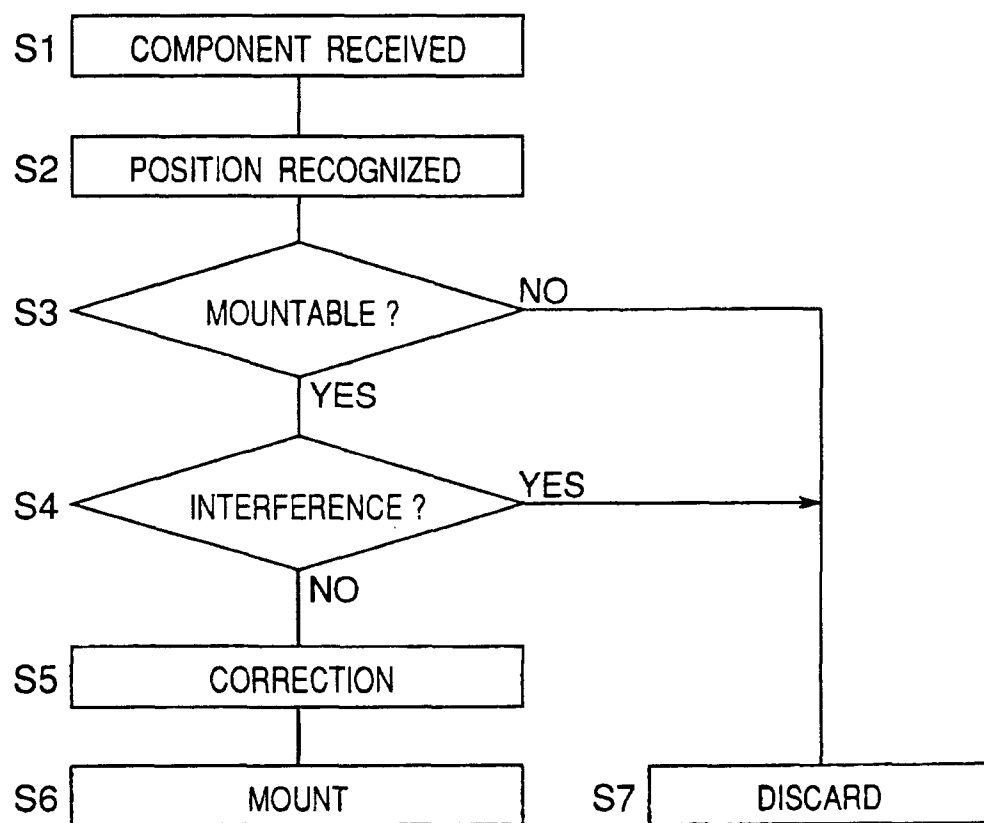 S1 COMPONENT RECEIVED
S2 POSITION RECOGNIZED
S3 MOUNTABLE ?
NO
YES
S4 INTERFERENCE ?
YES
NO
S5 CORRECTION
S6 MOUNT
S7 DISCARD